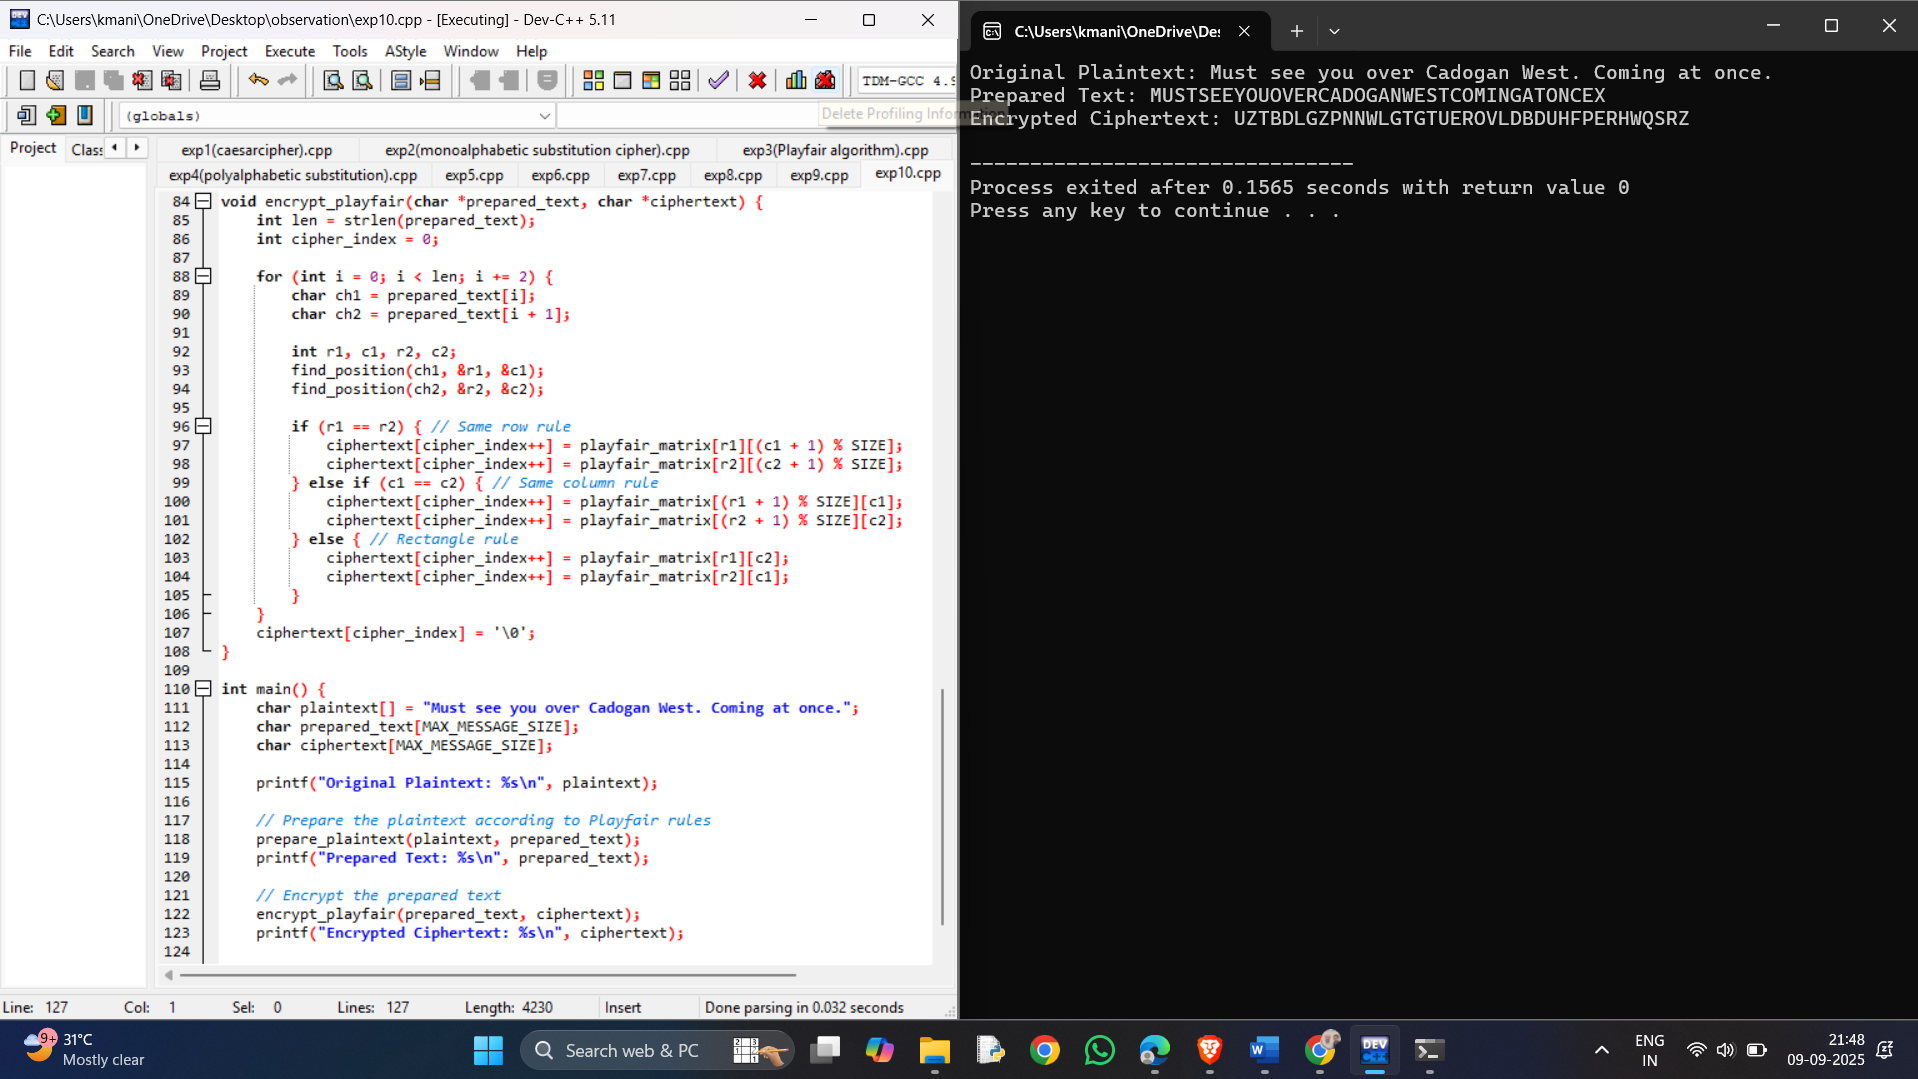 C:\Users\kmani\OneDrive\Desktop\observation\exp10.cpp - [Executing] - Dev-C++ 5.11
File Edit Search View Project Execute Tools AStyle Window Help
TDM-GCC 4.9
(globals)
Delete Profiling Information
Project Clas
exp1(caesarcipher).cpp exp2(monoalphabetic substitution cipher).cpp exp3(Playfair algorithm).cpp
exp4(polyalphabetic substitution).cpp exp5.cpp exp6.cpp exp7.cpp exp8.cpp exp9.cpp exp10.cpp
84 void encrypt_playfair(char *prepared_text, char *ciphertext) {
85 int len = strlen(prepared_text);
86 int cipher_index = 0;
87
88 for (int i = 0; i < len; i += 2) {
89 char ch1 = prepared_text[i];
90 char ch2 = prepared_text[i + 1];
91
92 int r1, c1, r2, c2;
93 find_position(ch1, &r1, &c1);
94 find_position(ch2, &r2, &c2);
95
96 if (r1 == r2) { // Same row rule
97 ciphertext[cipher_index++] = playfair_matrix[r1][(c1 + 1) % SIZE];
98 ciphertext[cipher_index++] = playfair_matrix[r2][(c2 + 1) % SIZE];
99 } else if (c1 == c2) { // Same column rule
100 ciphertext[cipher_index++] = playfair_matrix[(r1 + 1) % SIZE][c1];
101 ciphertext[cipher_index++] = playfair_matrix[(r2 + 1) % SIZE][c2];
102 } else { // Rectangle rule
103 ciphertext[cipher_index++] = playfair_matrix[r1][c2];
104 ciphertext[cipher_index++] = playfair_matrix[r2][c1];
105 }
106 }
107 ciphertext[cipher_index] = '\0';
108 }
109
110 int main() {
111 char plaintext[] = "Must see you over Cadogan West. Coming at once.";
112 char prepared_text[MAX_MESSAGE_SIZE];
113 char ciphertext[MAX_MESSAGE_SIZE];
114
115 printf("Original Plaintext: %s\n", plaintext);
116
117 // Prepare the plaintext according to Playfair rules
118 prepare_plaintext(plaintext, prepared_text);
119 printf("Prepared Text: %s\n", prepared_text);
120
121 // Encrypt the prepared text
122 encrypt_playfair(prepared_text, ciphertext);
123 printf("Encrypted Ciphertext: %s\n", ciphertext);
124
Line: 127 Col: 1 Sel: 0 Lines: 127 Length: 4230 Insert Done parsing in 0.032 seconds
C:\Users\kmani\OneDrive\Des
Original Plaintext: Must see you over Cadogan West. Coming at once.
Prepared Text: MUSTSEEYOUOVERCADOGANWESTCOMINGATONCEX
Encrypted Ciphertext: UZTBDLGZPNNWLGTGTUEROVLDBDUHFPERHWQSRZ
--------------------------------
Process exited after 0.1565 seconds with return value 0
Press any key to continue . . .
9+ 31°C
Mostly clear
Search web & PC
DEV
ENG
IN
21:48
09-09-2025